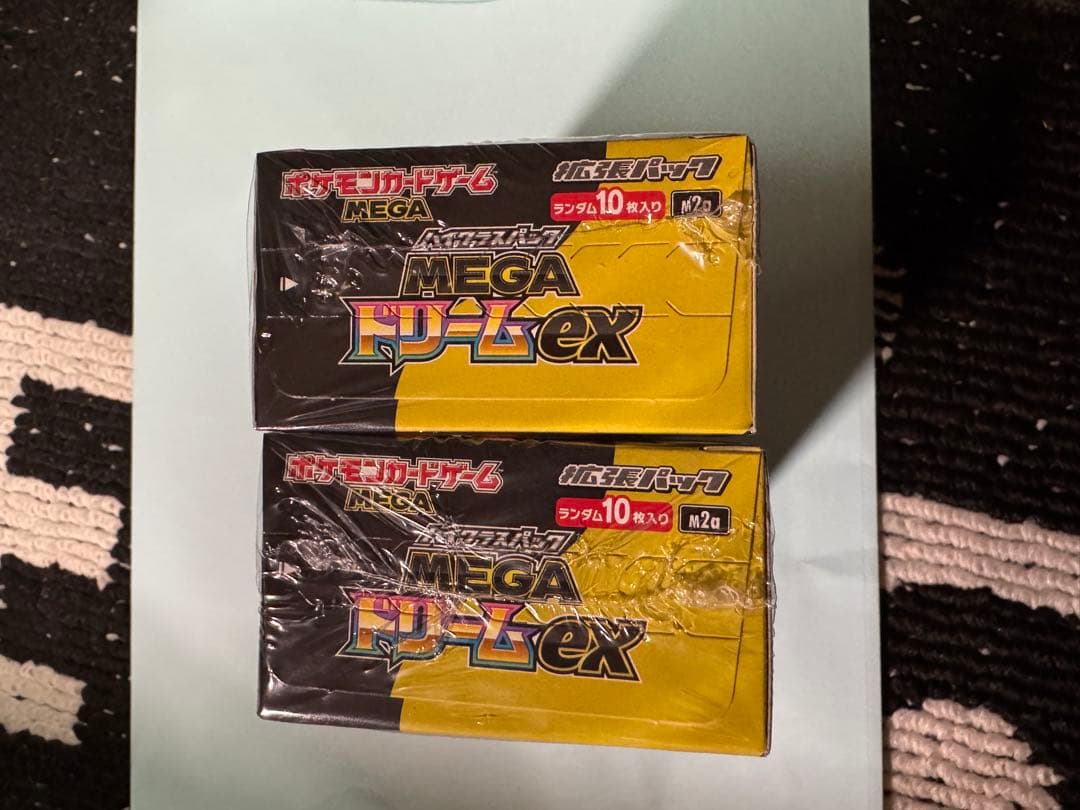 ポケモンカードゲーム
MEGA
拡張パック
ランダム10枚入り
M2a
ハイクラスパック
MEGA
ドリームex
ポケモンカードゲーム
MEGA
拡張パック
ランダム10枚入り
M2a
ハイクラスパック
MEGA
ドリームex